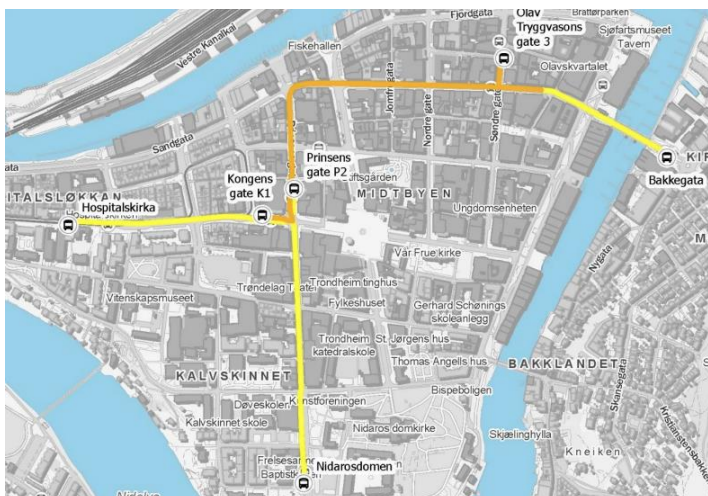 Fjordgata
Olav
Tryggvasons
gate 3
Brattørparken
Sjøfartsmuseet
Tavern
Fiskehallen
Vestre Kanalkai
Olavskvartalet
Jomfrugata
Nordre gate
Søndre gate
Sandgata
Prinsens
gate P2
Kongens
gate K1
Bakkegata
Hospitalskirka
MIDTBYEN
Ungdomsenheten
Nygata
Vår Frue kirke
Trondheim tinghus
Vitenskapsmuseet
Fylkeshuset
Gerhard Schønings
skoleanlegg
Trondheim
katedralskole
St. Jørgens hus
Thomas Angells hus
BAKKLANDET
KALVSKINNET
Skansegata
Bispeboligen
Døveskolen
Kunstforeningen
Kalvskinnet skole
Nidaros domkirke
Skjælinghylla
Kneiken
Nidarosdomen